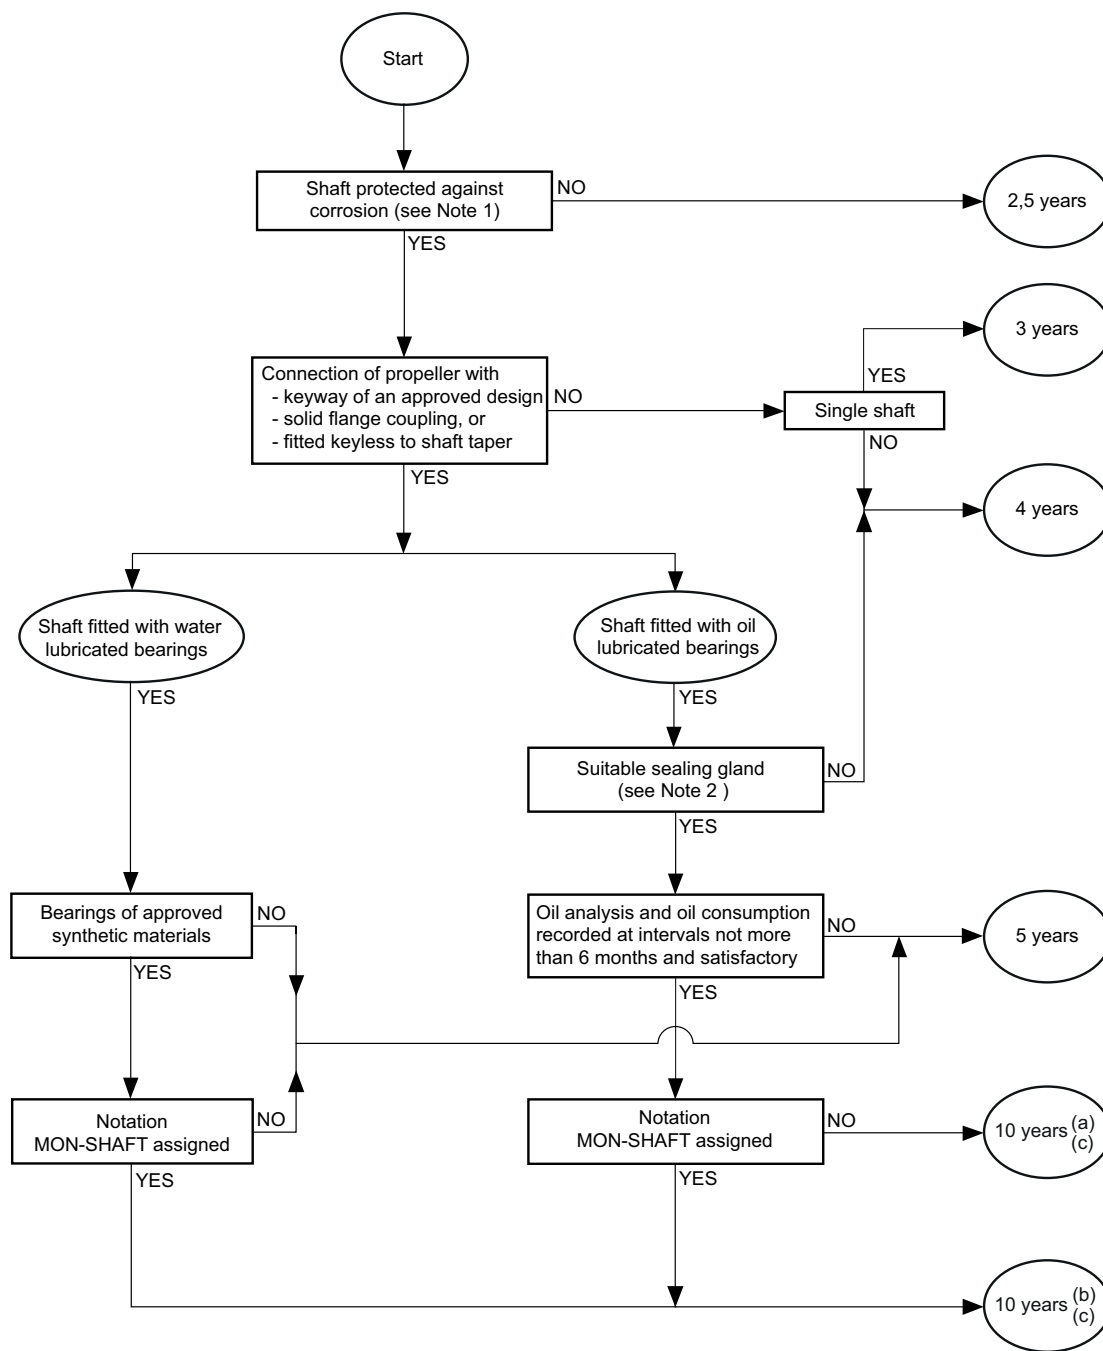 Start
Shaft protected against
corrosion (see Note 1)
NO
2,5 years
YES
3 years
Connection of propeller with
- keyway of an approved design
- solid flange coupling, or
- fitted keyless to shaft taper
NO
YES
Single shaft
NO
YES
4 years
Shaft fitted with water
lubricated bearings
Shaft fitted with oil
lubricated bearings
YES
YES
Suitable sealing gland
(see Note 2 )
NO
YES
Bearings of approved
synthetic materials
NO
Oil analysis and oil consumption
recorded at intervals not more
than 6 months and satisfactory
NO
5 years
YES
YES
Notation
MON-SHAFT assigned
NO
Notation
MON-SHAFT assigned
NO
10 years (a)
(c)
YES
YES
10 years (b)
(c)